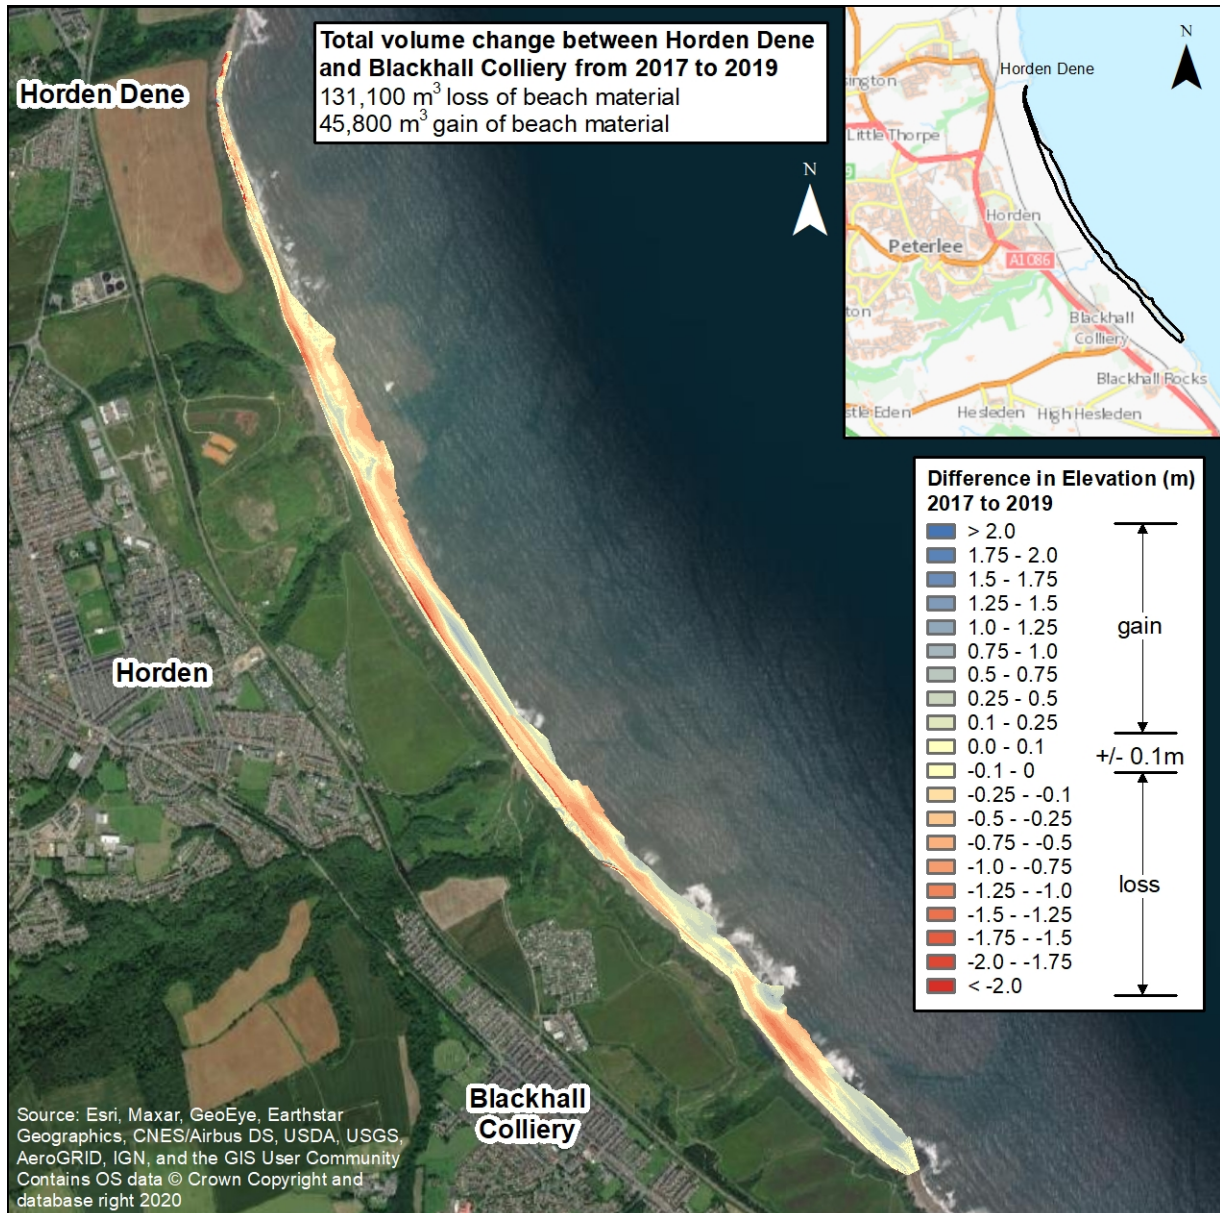 Total volume change between Horden Dene
and Blackhall Colliery from 2017 to 2019
131,100 m³ loss of beach material
45,800 m³ gain of beach material
Horden Dene
N
N
Horden Dene
sington
Little Thorpe
9
Horden
Peterlee
A1086
ton
Blackhall
Colliery
Blackhall Rocks
stle Eden
Hesleden
High Hesleden
Difference in Elevation (m)
2017 to 2019
> 2.0
1.75 - 2.0
1.5 - 1.75
1.25 - 1.5
1.0 - 1.25
0.75 - 1.0
0.5 - 0.75
0.25 - 0.5
0.1 - 0.25
0.0 - 0.1
-0.1 - 0
-0.25 - -0.1
-0.5 - -0.25
-0.75 - -0.5
-1.0 - -0.75
-1.25 - -1.0
-1.5 - -1.25
-1.75 - -1.5
-2.0 - -1.75
< -2.0
gain
+/- 0.1m
loss
Horden
Blackhall
Colliery
Source: Esri, Maxar, GeoEye, Earthstar
Geographics, CNES/Airbus DS, USDA, USGS,
AeroGRID, IGN, and the GIS User Community
Contains OS data © Crown Copyright and
database right 2020